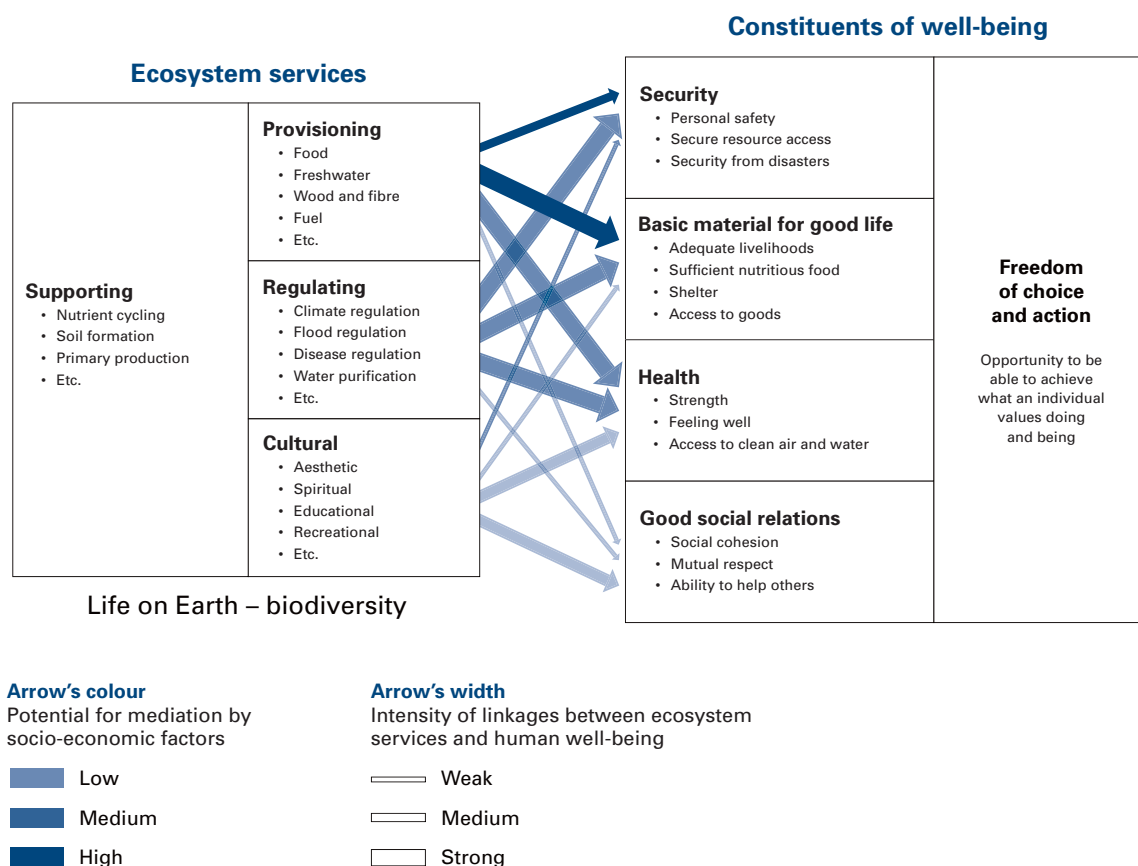 Constituents of well-being
Ecosystem services
Supporting
• Nutrient cycling
• Soil formation
• Primary production
• Etc.
Provisioning
• Food
• Freshwater
• Wood and fibre
• Fuel
• Etc.
Regulating
• Climate regulation
• Flood regulation
• Disease regulation
• Water purification
• Etc.
Cultural
• Aesthetic
• Spiritual
• Educational
• Recreational
• Etc.
Life on Earth – biodiversity
Security
• Personal safety
• Secure resource access
• Security from disasters
Basic material for good life
• Adequate livelihoods
• Sufficient nutritious food
• Shelter
• Access to goods
Health
• Strength
• Feeling well
• Access to clean air and water
Good social relations
• Social cohesion
• Mutual respect
• Ability to help others
Freedom
of choice
and action
Opportunity to be
able to achieve
what an individual
values doing
and being
Arrow's colour
Potential for mediation by
socio-economic factors
Low
Medium
High
Arrow's width
Intensity of linkages between ecosystem
services and human well-being
Weak
Medium
Strong